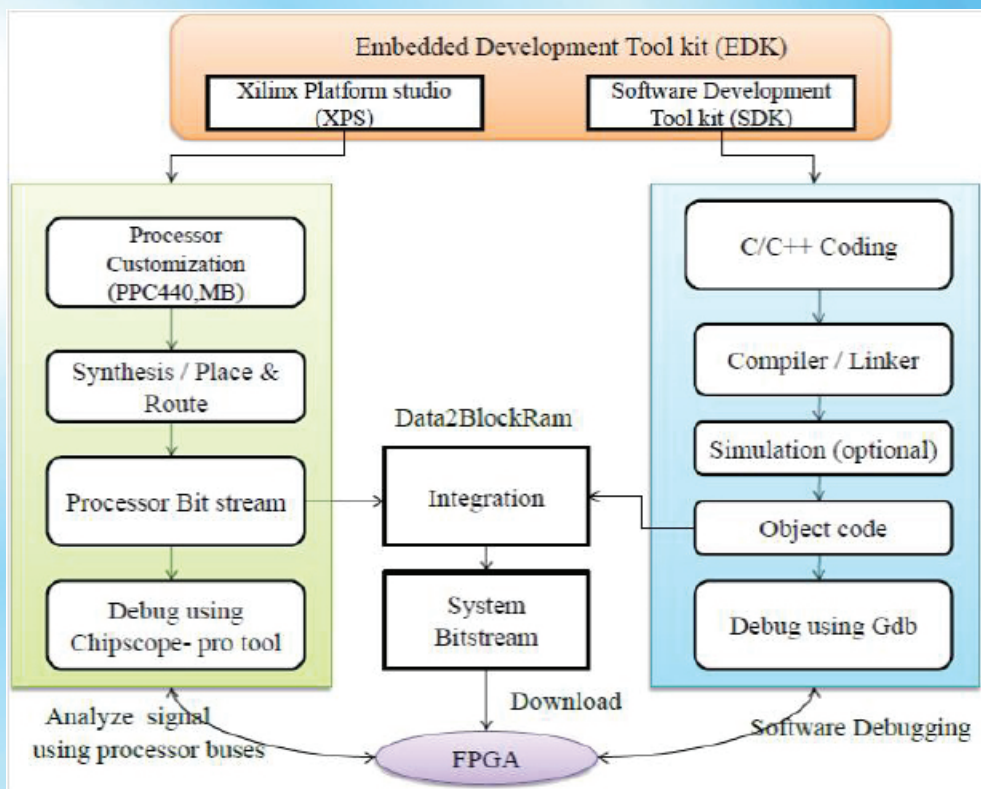 Embedded Development Tool kit (EDK)
Xilinx Platform studio
(XPS)
Software Development
Tool kit (SDK)
Processor
Customization
(PPC440,MB)
Synthesis / Place &
Route
Processor Bit stream
Debug using
Chipscope- pro tool
Data2BlockRam
Integration
System
Bitstream
Download
C/C++ Coding
Compiler / Linker
Simulation (optional)
Object code
Debug using Gdb
Analyze signal
using processor buses
Software Debugging
FPGA